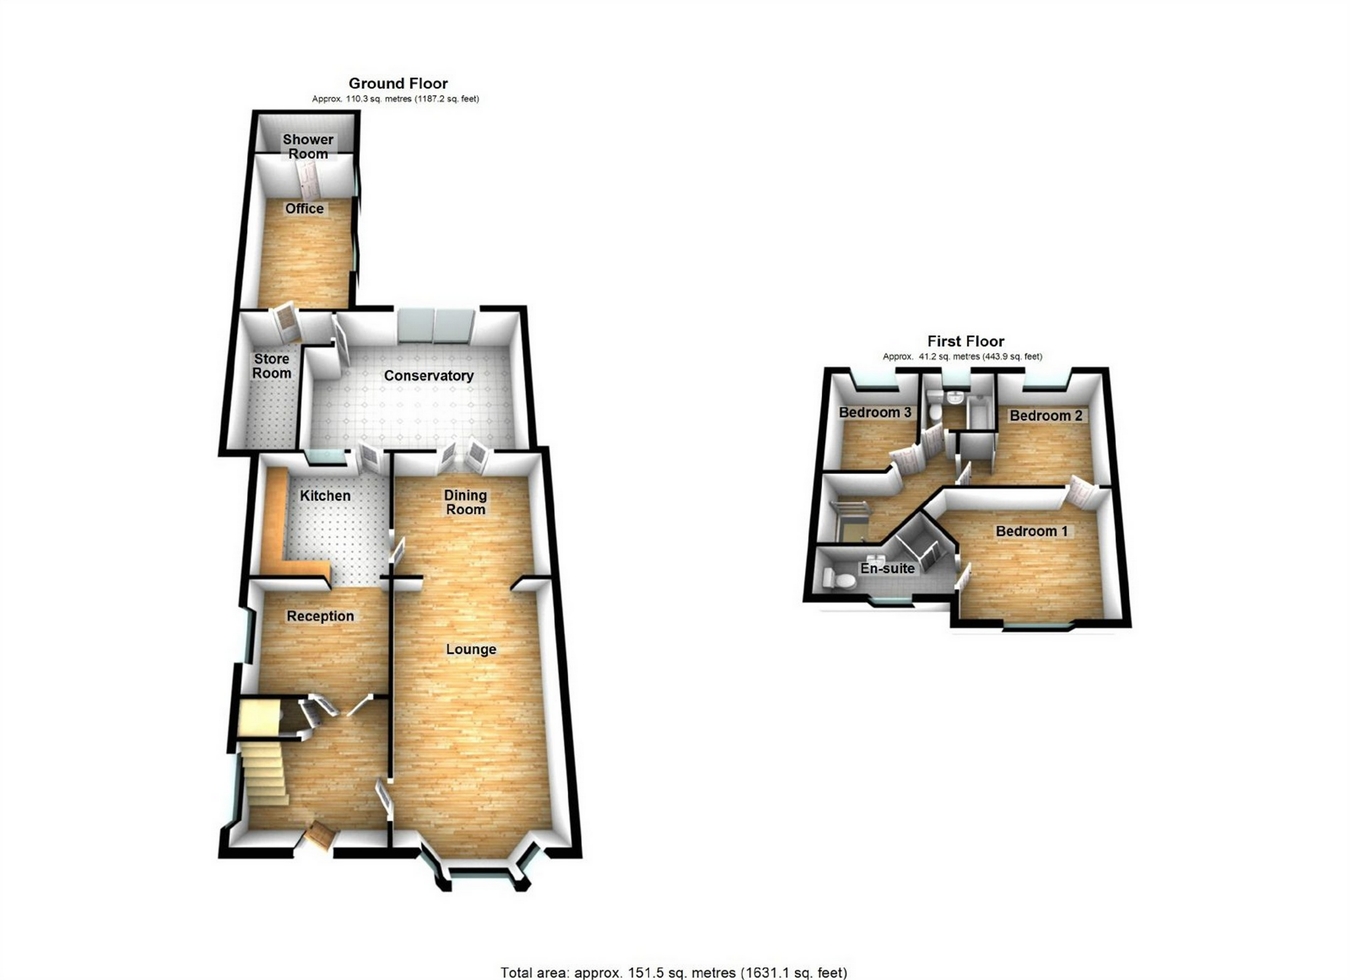 Ground Floor
Approx. 110.3 sq. metres (1187.2 sq. feet)
Shower
Room
Office
Store
Room
Conservatory
Kitchen
Dining
Room
Reception
Lounge
First Floor
Approx. 41.2 sq. metres (443.9 sq. feet)
Bedroom 3
Bedroom 2
Bedroom 1
En-suite
Total area: approx. 151.5 sq. metres (1631.1 sq. feet)